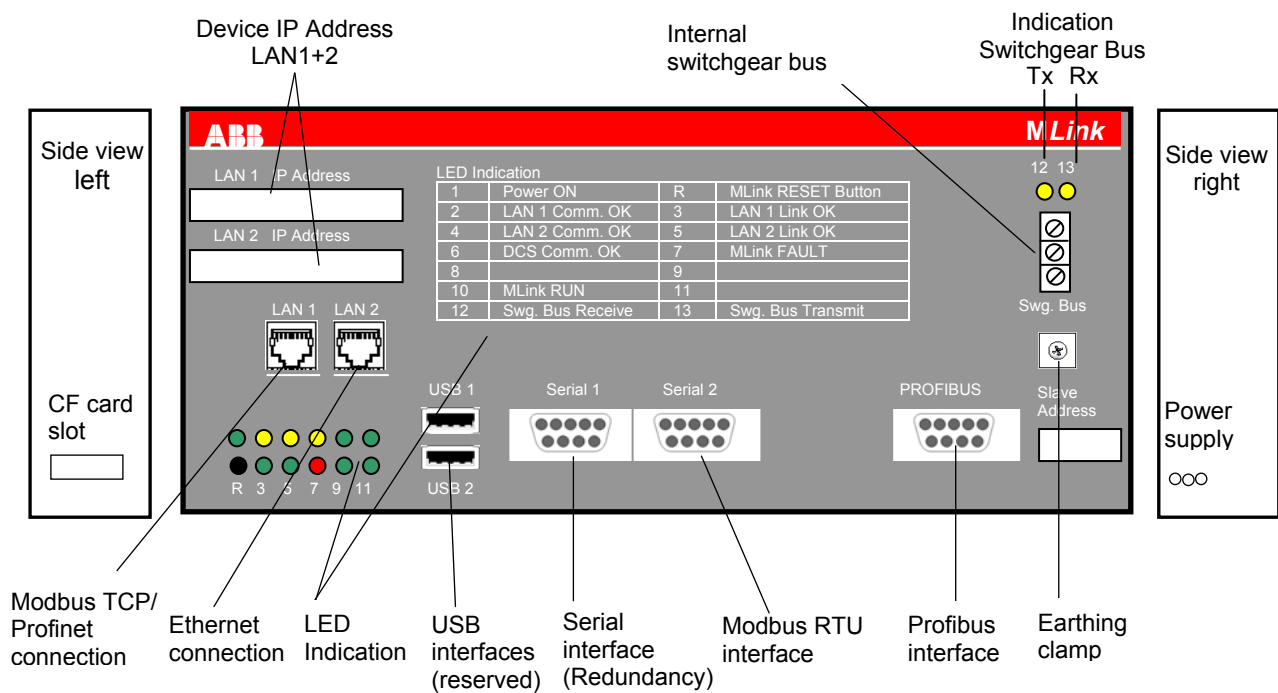 Device IP Address
LAN1+2
Internal
switchgear bus
Indication
Switchgear Bus
Tx Rx
Side view
left
CF card
slot
ABB
MLink
LAN 1 IP Address
LAN 2 IP Address
LED Indication
1 Power ON R MLink RESET Button
2 LAN 1 Comm. OK 3 LAN 1 Link OK
4 LAN 2 Comm. OK 5 LAN 2 Link OK
6 DCS Comm. OK 7 MLink FAULT
8 9
10 MLink RUN 11
12 Swg. Bus Receive 13 Swg. Bus Transmit
12 13
Swg. Bus
LAN 1 LAN 2
USB 1
Serial 1
Serial 2
PROFIBUS
Slave
Address
R 3 5 7 9 11
USB 2
Side view
right
Power
supply
Modbus TCP/
Profinet
connection
Ethernet
connection
LED
Indication
USB
interfaces
(reserved)
Serial
interface
(Redundancy)
Modbus RTU
interface
Profibus
interface
Earthing
clamp